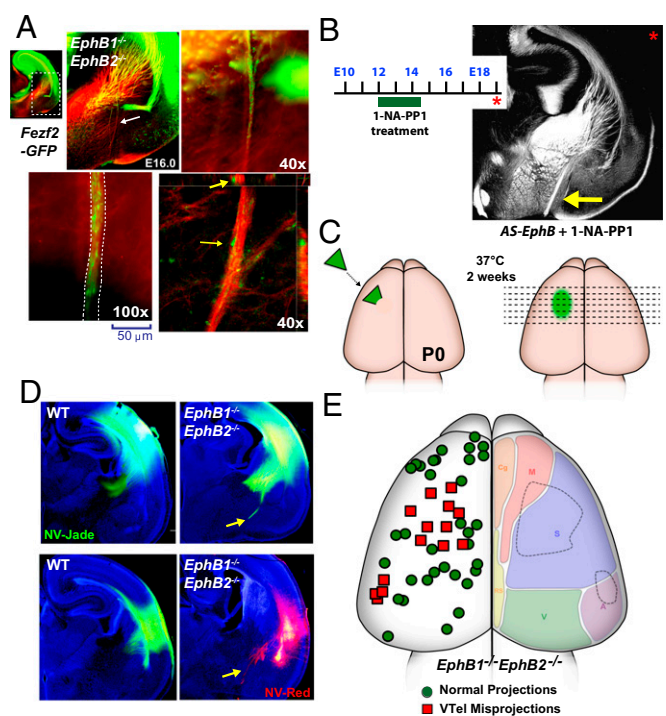 A
EphB1-/-
EphB2-/-
Fezf2
-GFP
E16.0
40x
100x
40x
50 μm
B
E10 12 14 16 E18
*
1-NA-PP1
treatment
*
AS-EphB + 1-NA-PP1
C
37°C
2 weeks
P0
D
WT
EphB1-/-
EphB2-/-
NV-Jade
WT
EphB1-/-
EphB2-/-
NV-Red
E
Cg
M
S
V
A
EphB1-/-EphB2-/-
Normal Projections
VTel Misprojections